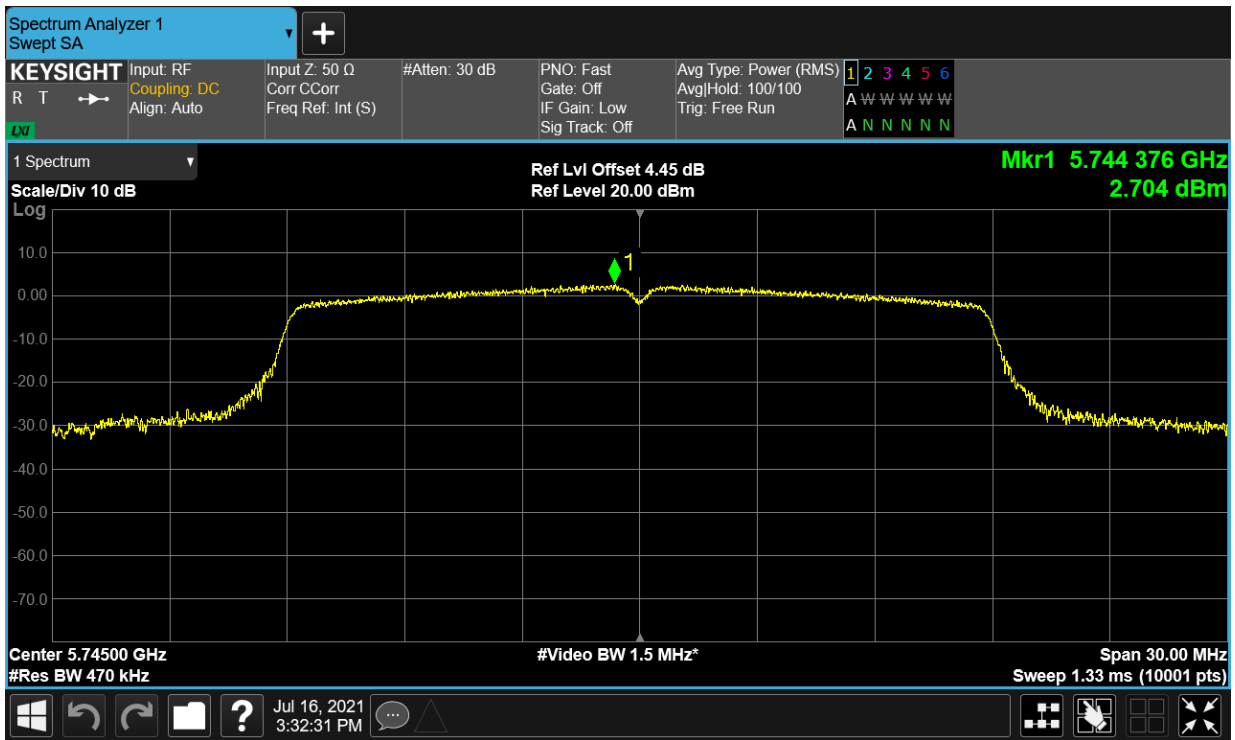 Spectrum Analyzer 1
Swept SA
+
KEYSIGHT
R T
LXI
Input: RF
Coupling: DC
Align: Auto
Input Z: 50 Ω
Corr CCorr
Freq Ref: Int (S)
#Atten: 30 dB
PNO: Fast
Gate: Off
IF Gain: Low
Sig Track: Off
Avg Type: Power (RMS)
Avg|Hold: 100/100
Trig: Free Run
1 2 3 4 5 6
A W W W W W
A N N N N N
1 Spectrum
Scale/Div 10 dB
Log
Ref Lvl Offset 4.45 dB
Ref Level 20.00 dBm
Mkr1 5.744 376 GHz
2.704 dBm
1
10.0
0.00
-10.0
-20.0
-30.0
-40.0
-50.0
-60.0
-70.0
Center 5.74500 GHz
#Res BW 470 kHz
#Video BW 1.5 MHz*
Span 30.00 MHz
Sweep 1.33 ms (10001 pts)
?
Jul 16, 2021
3:32:31 PM